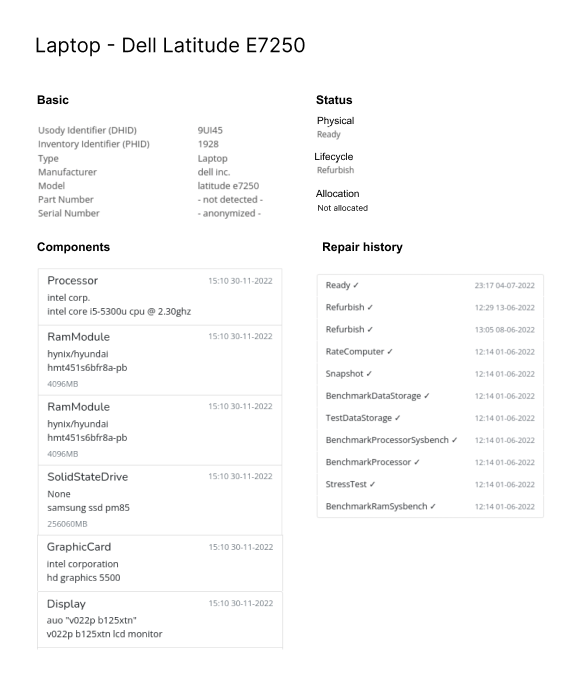 Laptop - Dell Latitude E7250
Basic
Usody Identifier (DHID) 9UI45
Inventory Identifier (PHID) 1928
Type Laptop
Manufacturer dell inc.
Model latitude e7250
Part Number - not detected -
Serial Number - anonymized -
Status
Physical
Ready
Lifecycle
Refurbish
Allocation
Not allocated
Components
Processor 15:10 30-11-2022
intel corp.
intel core i5-5300u cpu @ 2.30ghz
RamModule 15:10 30-11-2022
hynix/hyundai
hmt451s6bfr8a-pb
4096MB
RamModule 15:10 30-11-2022
hynix/hyundai
hmt451s6bfr8a-pb
4096MB
SolidStateDrive 15:10 30-11-2022
None
samsung ssd pm85
256060MB
GraphicCard 15:10 30-11-2022
intel corporation
hd graphics 5500
Display 15:10 30-11-2022
auo "v022p b125xtn"
v022p b125xtn lcd monitor
Repair history
Ready ✓ 23:17 04-07-2022
Refurbish ✓ 12:29 13-06-2022
Refurbish ✓ 13:05 08-06-2022
RateComputer ✓ 12:14 01-06-2022
Snapshot ✓ 12:14 01-06-2022
BenchmarkDataStorage ✓ 12:14 01-06-2022
TestDataStorage ✓ 12:14 01-06-2022
BenchmarkProcessorSysbench ✓ 12:14 01-06-2022
BenchmarkProcessor ✓ 12:14 01-06-2022
StressTest ✓ 12:14 01-06-2022
BenchmarkRamSysbench ✓ 12:14 01-06-2022